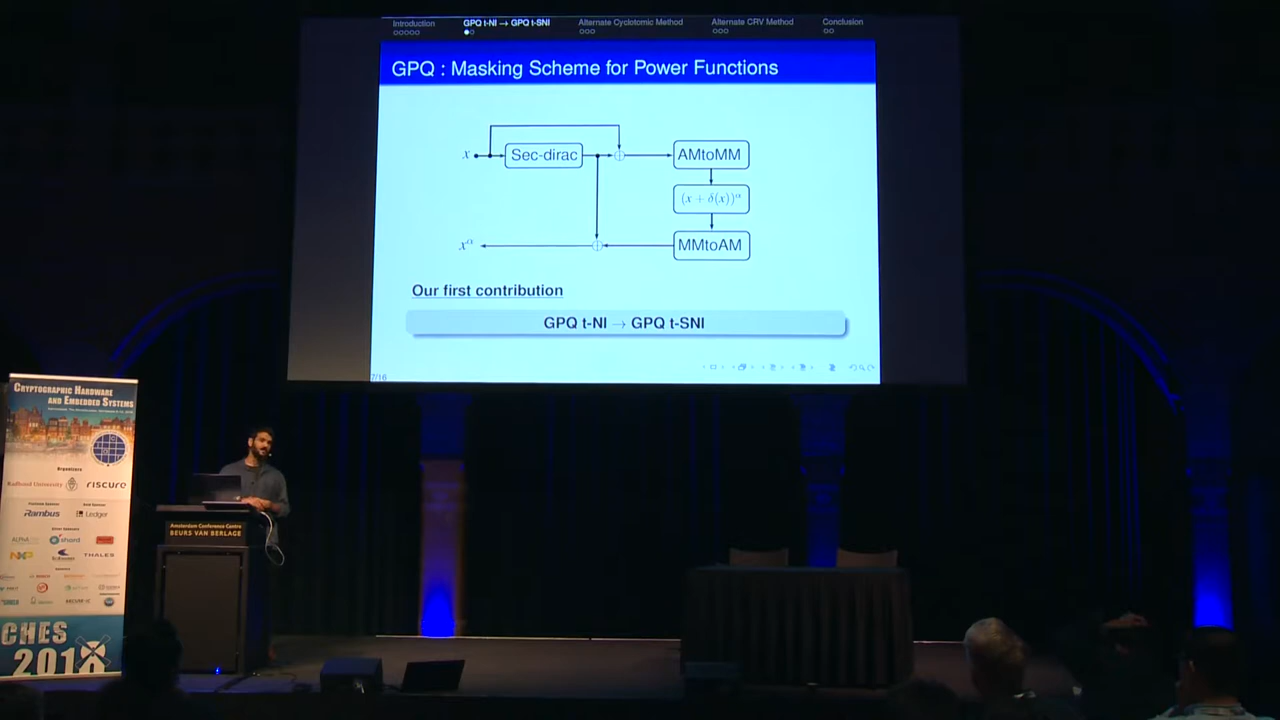 Introduction
GPQ t-NI → GPQ t-SNI
Alternate Cyclotomic Method
Alternate CRV Method
Conclusion
GPQ : Masking Scheme for Power Functions
x
Sec-dirac
AMtoMM
(x + δ(x))^α
x^α
MMtoAM
Our first contribution
GPQ t-NI → GPQ t-SNI
7/16
CRYPTOGRAPHIC HARDWARE
AND EMBEDDED SYSTEMS
Organizers
Radboud University
riscure
Rambus
Ledger
shard
NXP
THALES
CHES
2018
Amsterdam Conference Centre
BEURS VAN BERLAGE